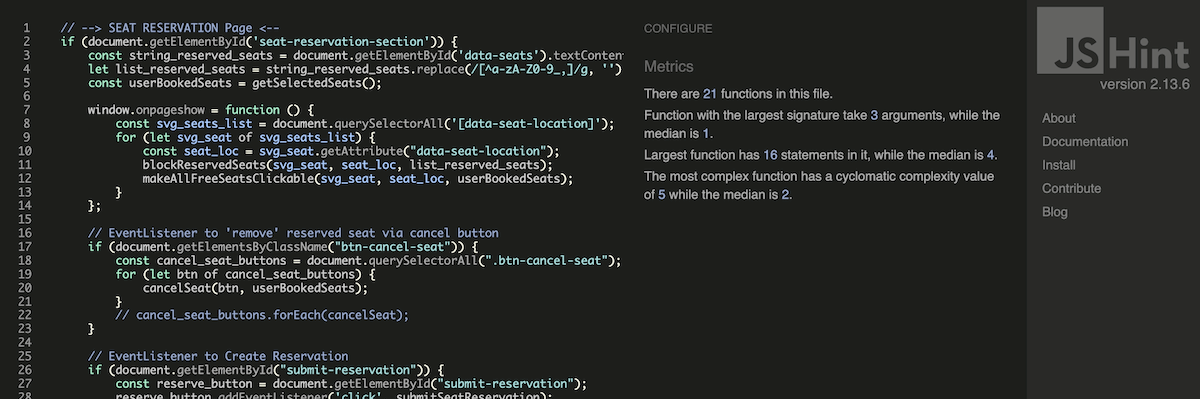 1 // --> SEAT RESERVATION Page <--
2 if (document.getElementById('seat-reservation-section')) {
3 const string_reserved_seats = document.getElementById('data-seats').textConten
4 let list_reserved_seats = string_reserved_seats.replace(/[^a-zA-Z0-9_,]/g, '')
5 const userBookedSeats = getSelectedSeats();
6
7 window.onpageshow = function () {
8 const svg_seats_list = document.querySelectorAll('[data-seat-location]');
9 for (let svg_seat of svg_seats_list) {
10 const seat_loc = svg_seat.getAttribute("data-seat-location");
11 blockReservedSeats(svg_seat, seat_loc, list_reserved_seats);
12 makeAllFreeSeatsClickable(svg_seat, seat_loc, userBookedSeats);
13 }
14 };
15
16 // EventListener to 'remove' reserved seat via cancel button
17 if (document.getElementsByClassName("btn-cancel-seat")) {
18 const cancel_seat_buttons = document.querySelectorAll(".btn-cancel-seat");
19 for (let btn of cancel_seat_buttons) {
20 cancelSeat(btn, userBookedSeats);
21 }
22 // cancel_seat_buttons.forEach(cancelSeat);
23 }
24
25 // EventListener to Create Reservation
26 if (document.getElementById("submit-reservation")) {
27 const reserve_button = document.getElementById("submit-reservation");
28 reserve_button.addEventListener('click', submitSeatReservation);
CONFIGURE
Metrics
There are 21 functions in this file.
Function with the largest signature take 3 arguments, while the
median is 1.
Largest function has 16 statements in it, while the median is 4.
The most complex function has a cyclomatic complexity value
of 5 while the median is 2.
JSHint
version 2.13.6
About
Documentation
Install
Contribute
Blog